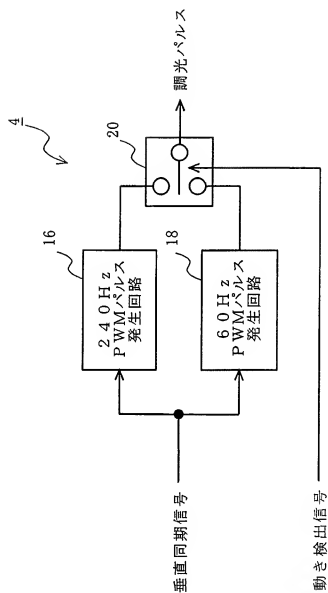 4
16
240Hz
PWMパルス
発生回路
18
60Hz
PWMパルス
発生回路
20
調光パルス
垂直同期信号
動き検出信号